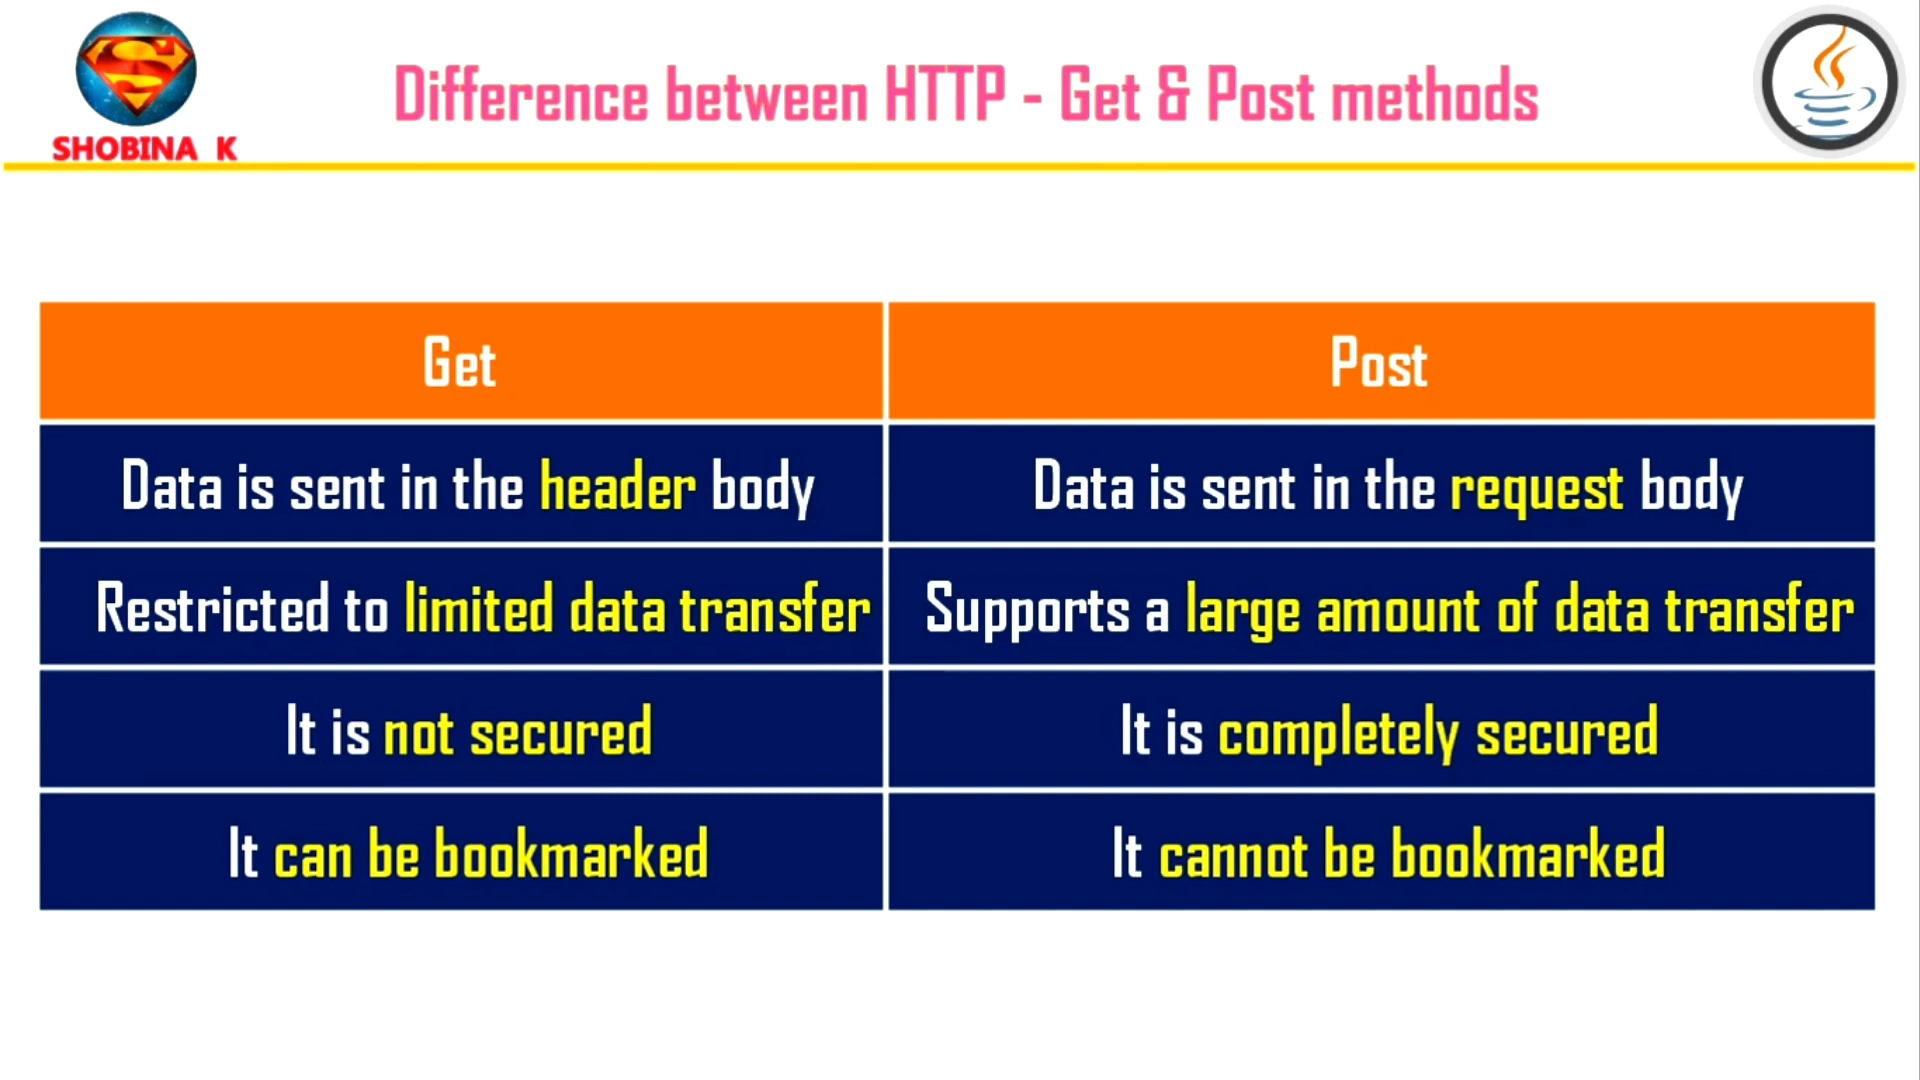 SHOBINA K
Difference between HTTP - Get & Post methods
Get
Post
Data is sent in the header body
Data is sent in the request body
Restricted to limited data transfer
Supports a large amount of data transfer
It is not secured
It is completely secured
It can be bookmarked
It cannot be bookmarked